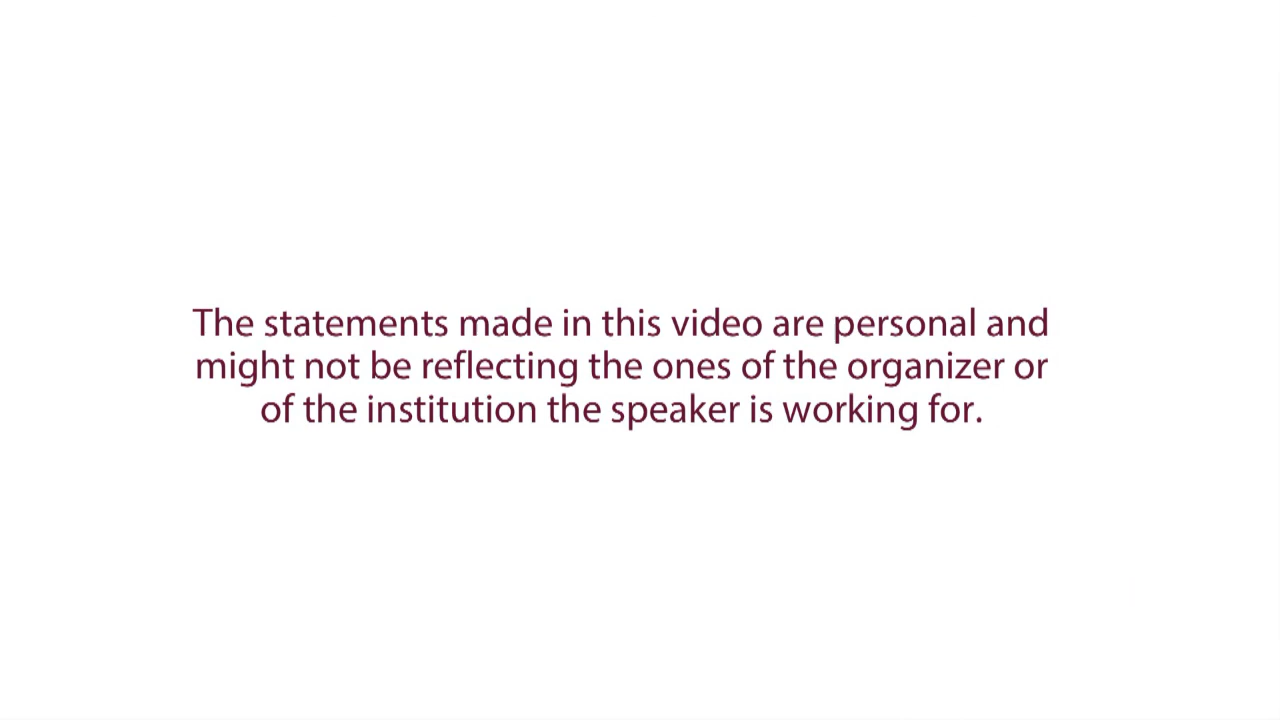 The statements made in this video are personal and
might not be reflecting the ones of the organizer or
of the institution the speaker is working for.